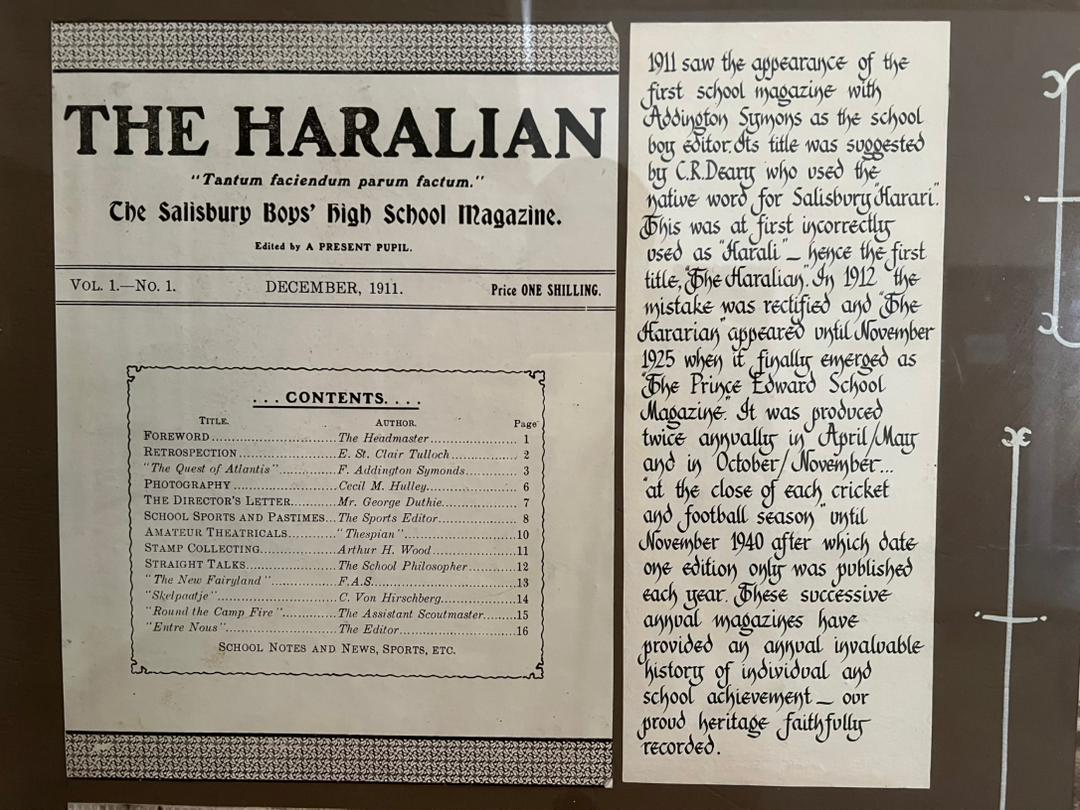 THE HARALIAN
"Tantum faciendum parum factum."
The Salisbury Boys' High School Magazine.
Edited by A PRESENT PUPIL.
VOL. 1.—No. 1. DECEMBER, 1911. Price ONE SHILLING.
. . . CONTENTS. . . .
TITLE. AUTHOR. Page
FOREWORD The Headmaster 1
RETROSPECTION E. St. Clair Tulloch 2
"The Quest of Atlantis" F. Addington Symonds 3
PHOTOGRAPHY Cecil M. Hulley 6
THE DIRECTOR'S LETTER Mr. George Duthie 7
SCHOOL SPORTS AND PASTIMES The Sports Editor 8
AMATEUR THEATRICALS "Thespian" 10
STAMP COLLECTING Arthur H. Wood 11
STRAIGHT TALKS The School Philosopher 12
"The New Fairyland" F.A.S. 13
"Skelpaatje" C. Von Hirschberg 14
"Round the Camp Fire" The Assistant Scoutmaster 15
"Entre Nous" The Editor 16
SCHOOL NOTES AND NEWS, SPORTS, ETC.
1911 saw the appearance of the
first school magazine with
Addington Symons as the school
boy editor. Its title was suggested
by C.R.Deary who used the
native word for Salisbury "Harari".
This was at first incorrectly
used as "Harali" — hence the first
title, "The Haralian". In 1912 the
mistake was rectified and "The
Hararian" appeared until November
1925 when it finally emerged as
"The Prince Edward School
Magazine." It was produced
twice annually in April/May
and in October/November...
"at the close of each cricket
and football season" until
November 1940 after which date
one edition only was published
each year. These successive
annual magazines have
provided an annual invaluable
history of individual and
school achievement — our
proud heritage faithfully
recorded.